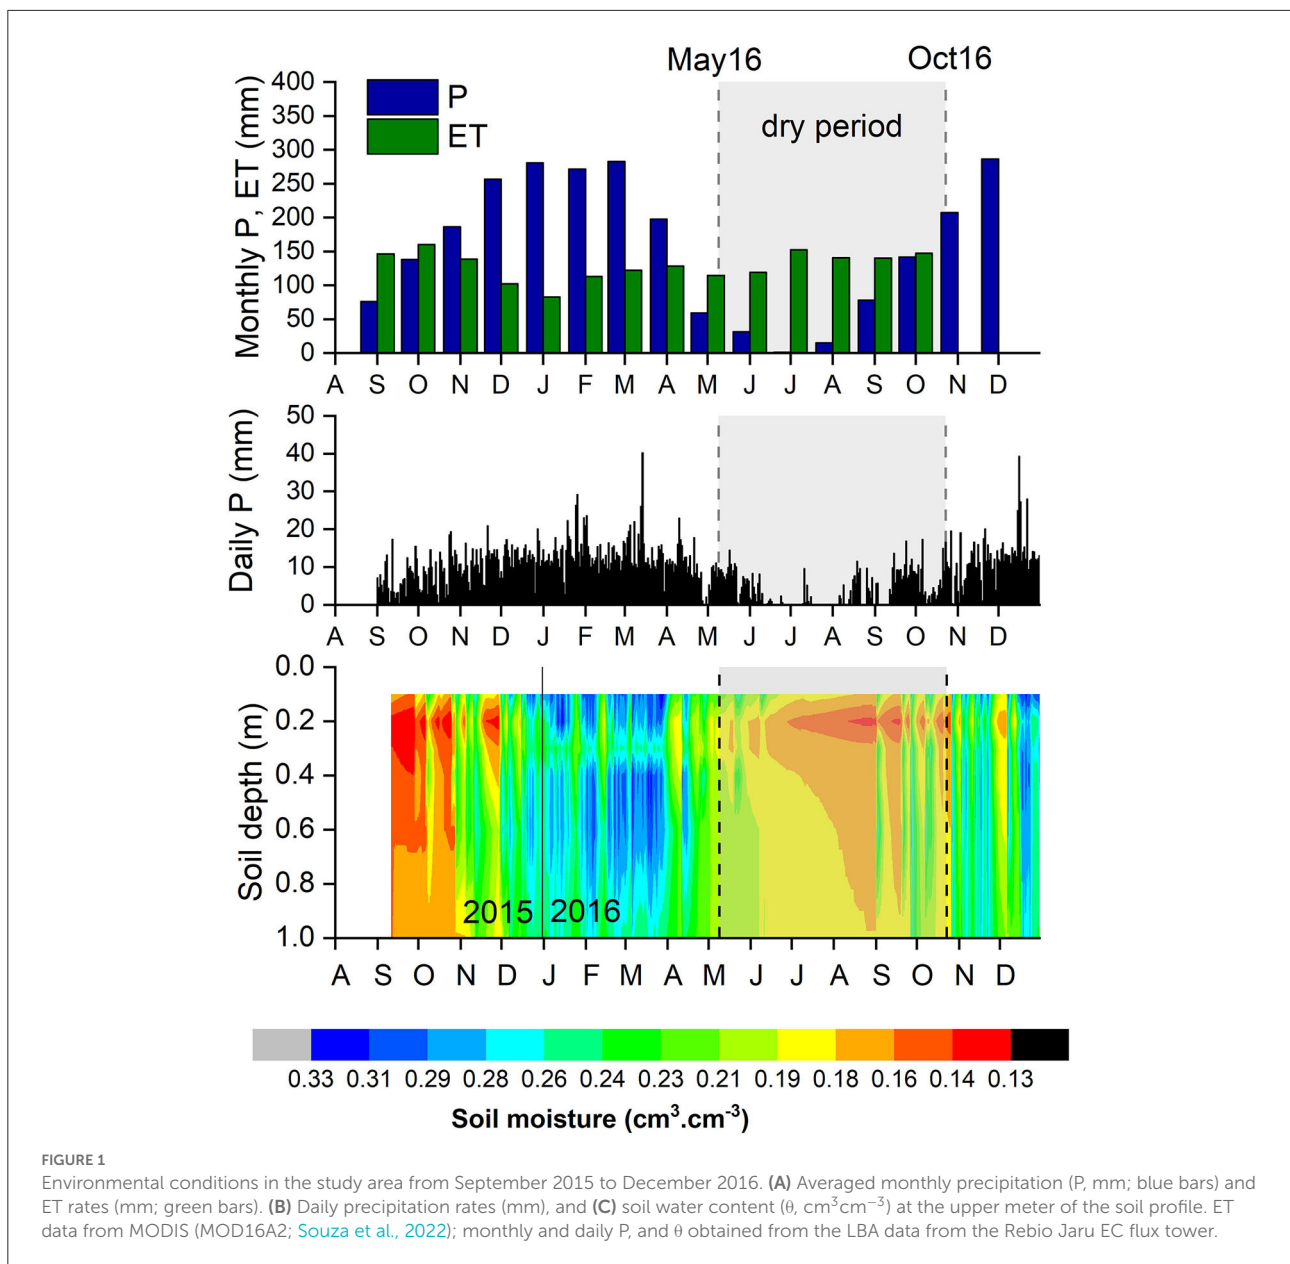 May16 Oct16
P
ET
dry period
Monthly P, ET (mm)
400
350
300
250
200
150
100
50
0
A S O N D J F M A M J J A S O N D
Daily P (mm)
50
40
30
20
10
0
A S O N D J F M A M J J A S O N D
Soil depth (m)
0.0
0.2
0.4
0.6
0.8
1.0
2015 2016
A S O N D J F M A M J J A S O N D
0.33 0.31 0.29 0.28 0.26 0.24 0.23 0.21 0.19 0.18 0.16 0.14 0.13
Soil moisture (cm³.cm⁻³)
FIGURE 1
Environmental conditions in the study area from September 2015 to December 2016. (A) Averaged monthly precipitation (P, mm; blue bars) and
ET rates (mm; green bars). (B) Daily precipitation rates (mm), and (C) soil water content (θ, cm³cm⁻³) at the upper meter of the soil profile. ET
data from MODIS (MOD16A2; Souza et al., 2022); monthly and daily P, and θ obtained from the LBA data from the Rebio Jaru EC flux tower.